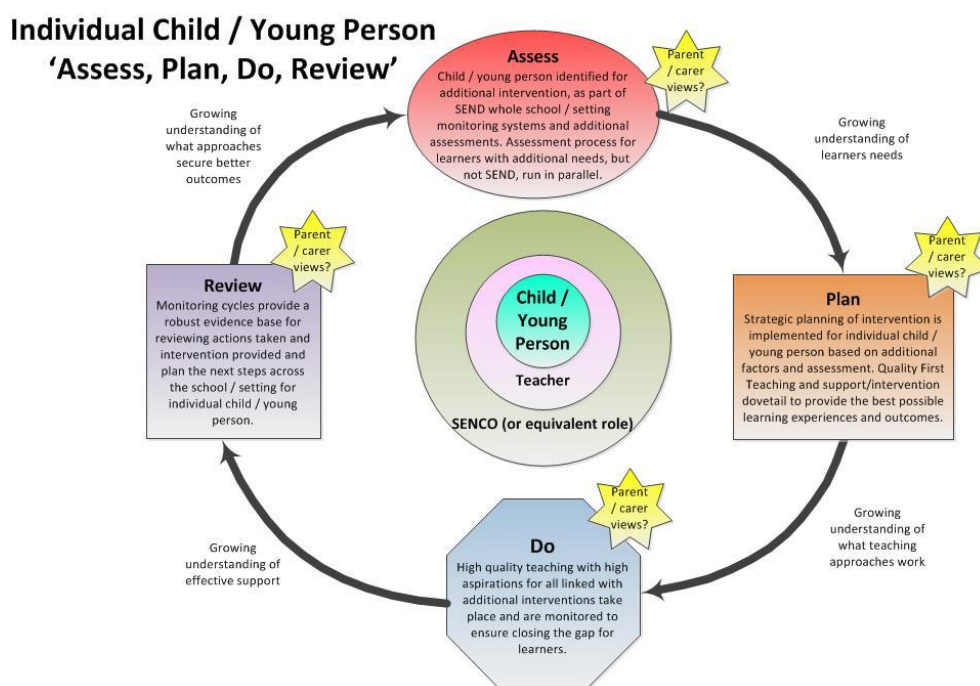 Individual Child / Young Person
‘Assess, Plan, Do, Review’
Assess
Child / young person identified for
additional intervention, as part of
SEND whole school / setting
monitoring systems and additional
assessments. Assessment process for
learners with additional needs, but
not SEND, run in parallel.
Parent
/ carer
views?
Growing
understanding of
learners needs
Parent
/ carer
views?
Plan
Strategic planning of intervention is
implemented for individual child /
young person based on additional
factors and assessment. Quality First
Teaching and support/intervention
dovetail to provide the best possible
learning experiences and outcomes.
Growing
understanding of
what teaching
approaches work
Parent
/ carer
views?
Do
High quality teaching with high
aspirations for all linked with
additional interventions take
place and are monitored to
ensure closing the gap for
learners.
Growing
understanding of
effective support
Parent
/ carer
views?
Review
Monitoring cycles provide a
robust evidence base for
reviewing actions taken and
intervention provided and
plan the next steps across
the school / setting for
individual child / young
person.
Growing
understanding of
what approaches
secure better
outcomes
Child /
Young
Person
Teacher
SENCO (or equivalent role)